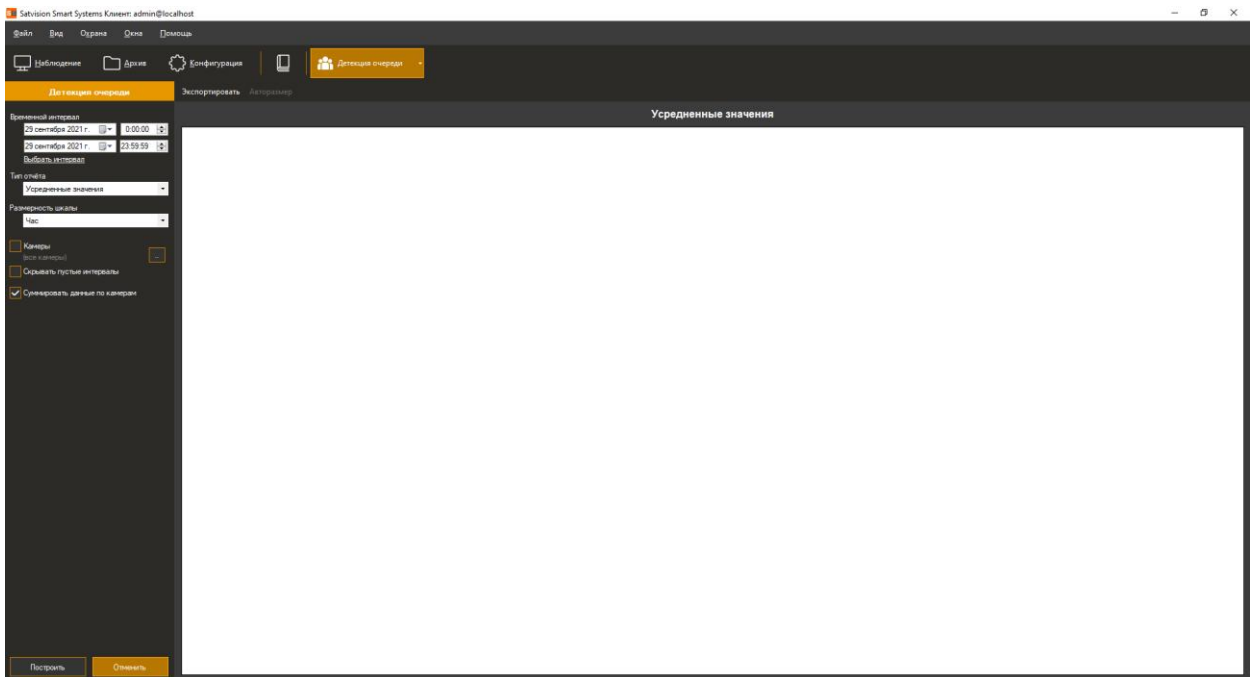 Satvision Smart Systems Клиент: admin@localhost
Файл Вид Охрана Окна Помощь
Наблюдение Архив Конфигурация Детекция очереди
Детекция очереди
Экспортировать Авторазмер
Усредненные значения
Временной интервал
29 сентября 2021 г. 0:00:00
29 сентября 2021 г. 23:59:59
Выбрать интервал
Тип отчёта
Усредненные значения
Размерность шкалы
Час
Камеры
(все камеры) ...
Скрывать пустые интервалы
Суммировать данные по камерам
Построить Отменить